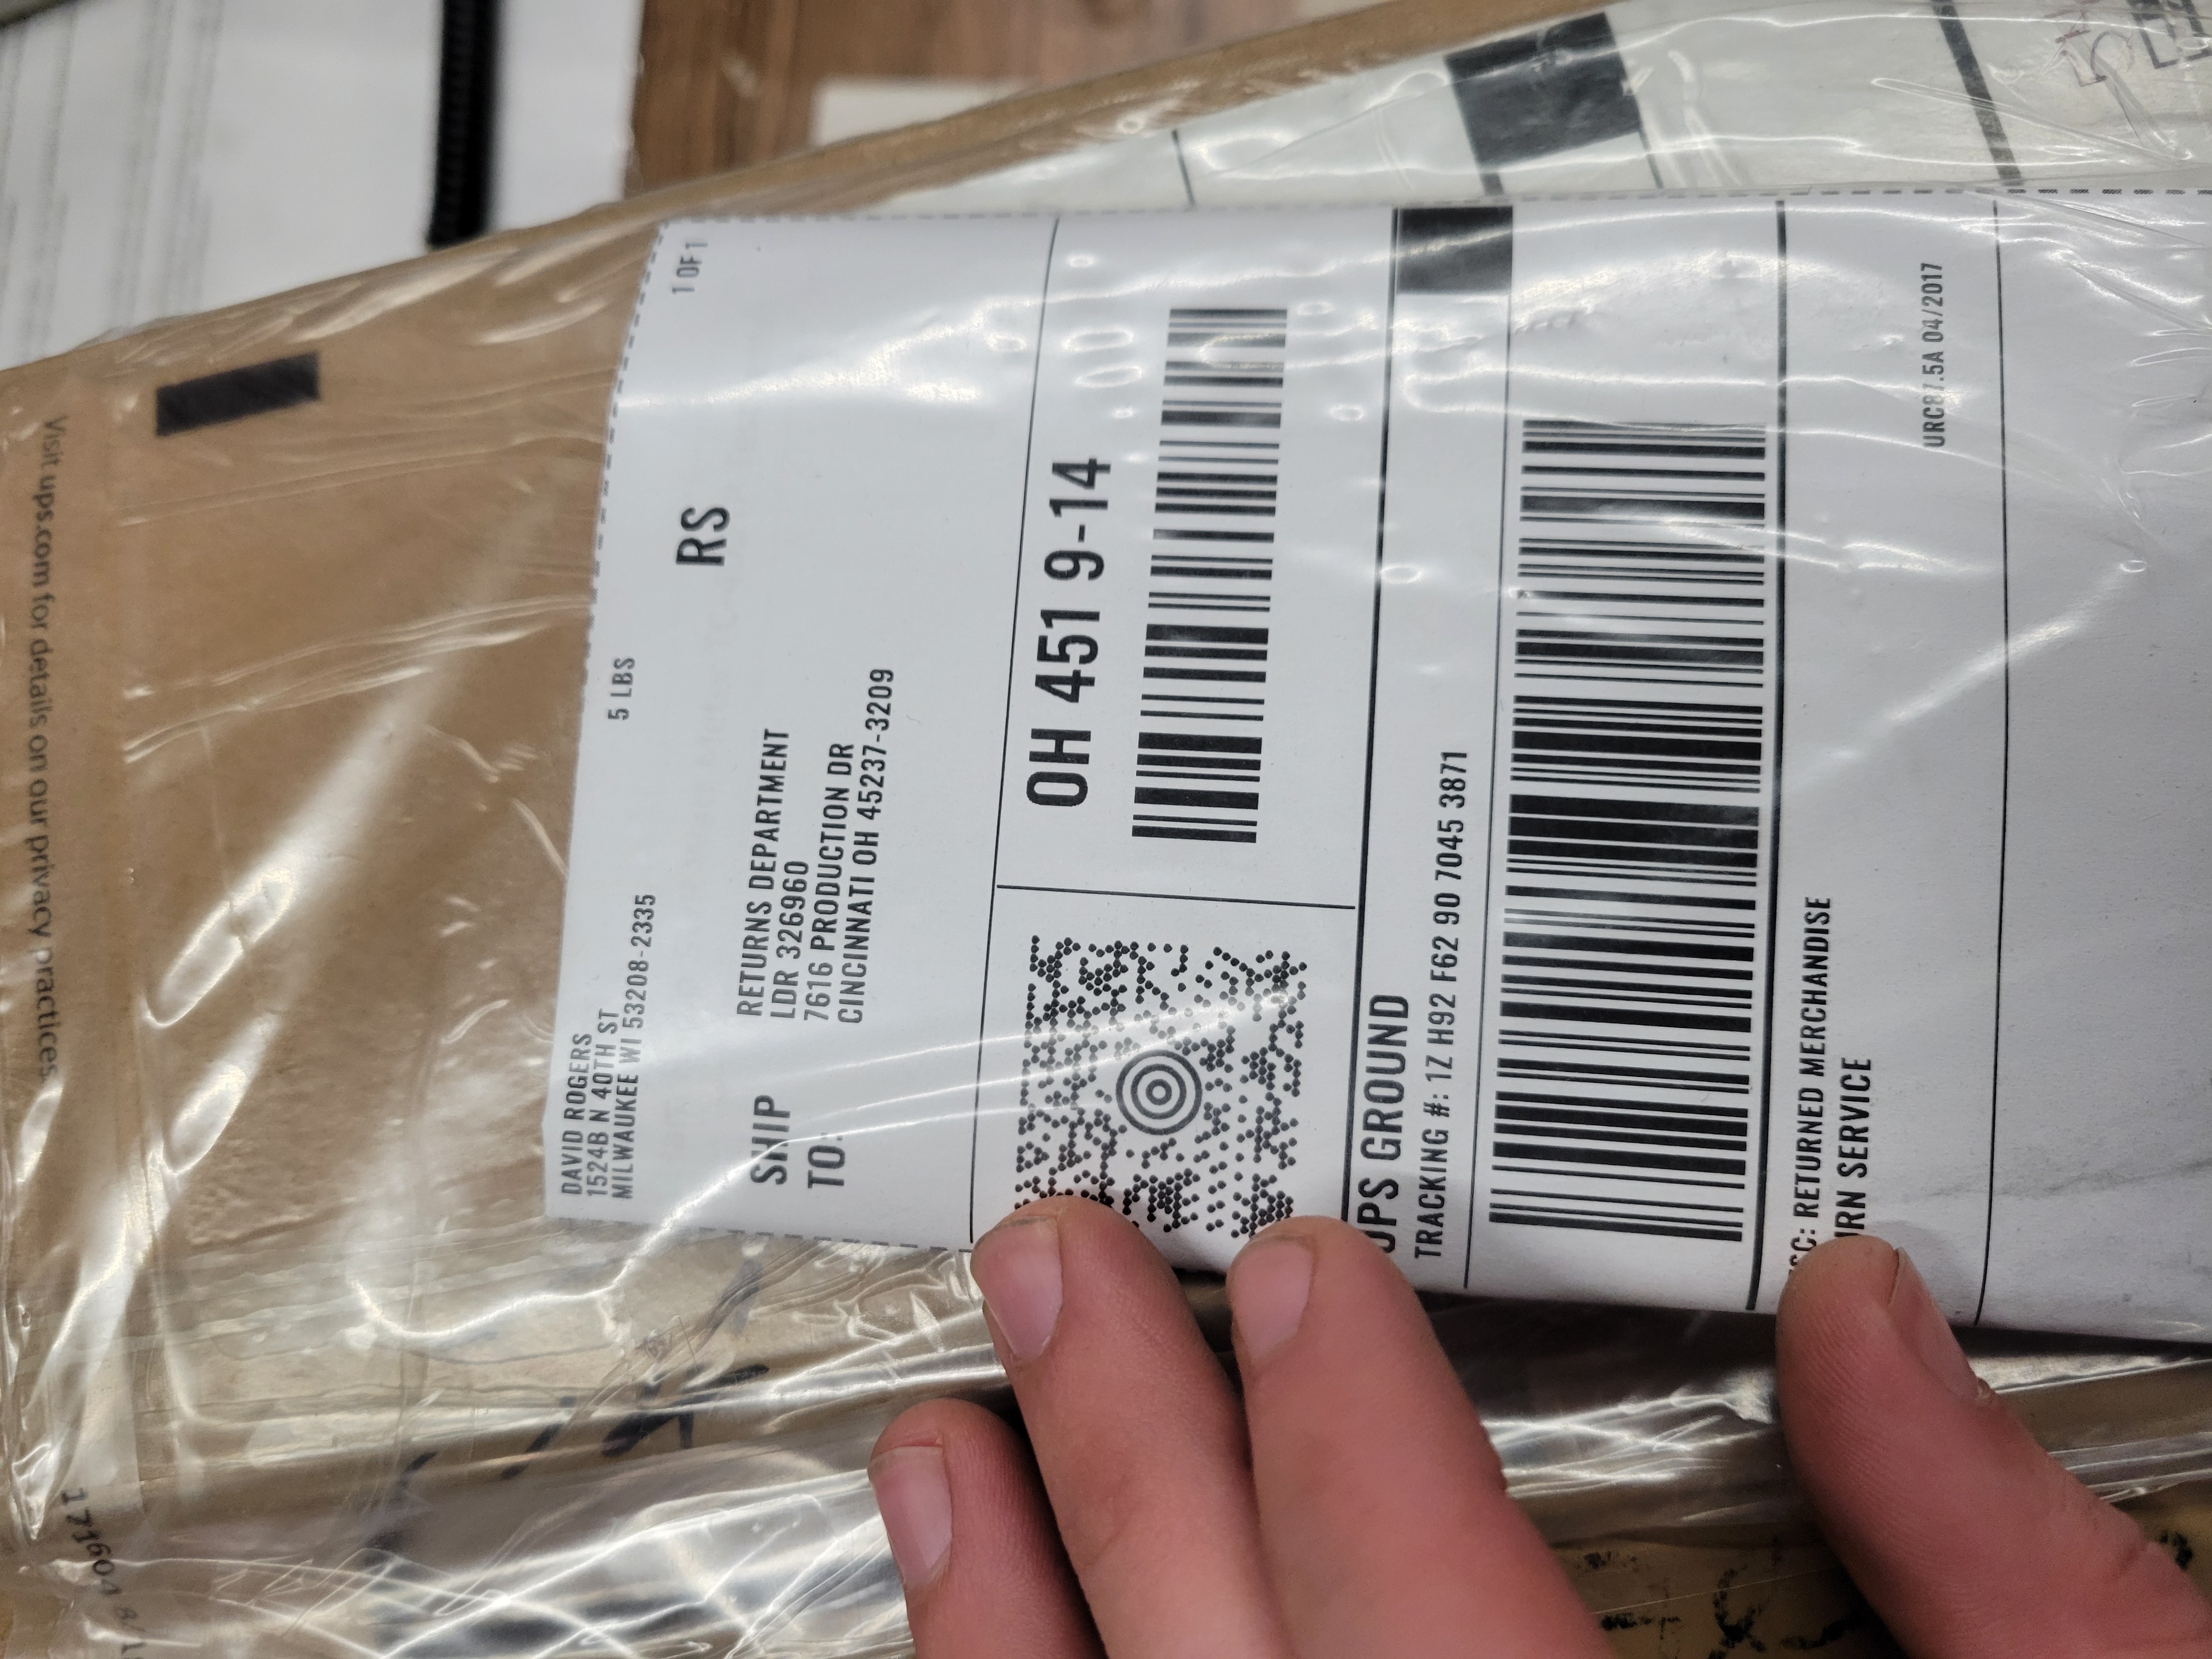 DAVID ROGERS
1524B N 40TH ST
MILWAUKEE WI 53208-2335
5 LBS
1 OF 1
RS
SHIP
TO:
RETURNS DEPARTMENT
LDR 326960
7616 PRODUCTION DR
CINCINNATI OH 45237-3209
OH 451 9-14
UPS GROUND
TRACKING #: 1Z H92 F62 90 7045 3871
RETURNED MERCHANDISE
URN SERVICE
04/2017
Visit ups.com for details on our privacy practices.